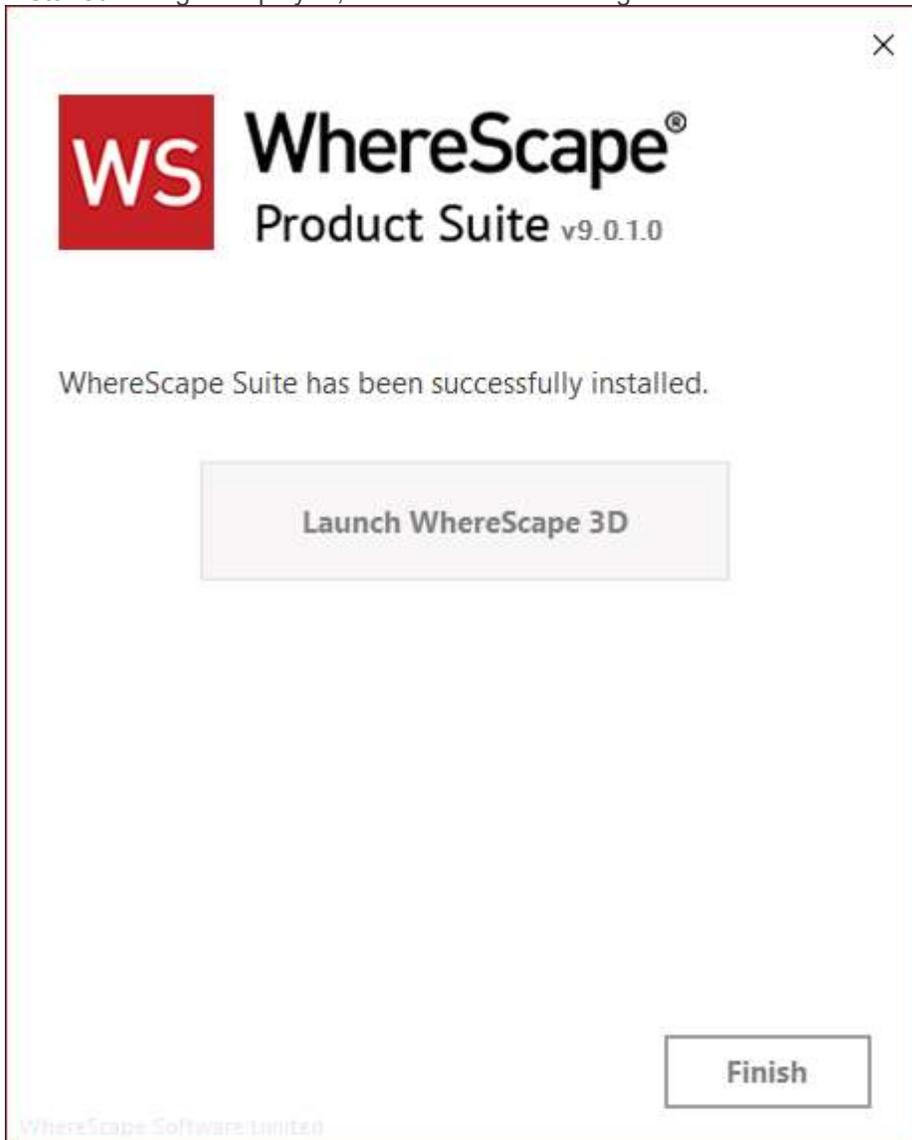 WS
WhereScape®
Product Suite v9.0.1.0
WhereScape Suite has been successfully installed.
Launch WhereScape 3D
Finish
WhereScape Software Limited